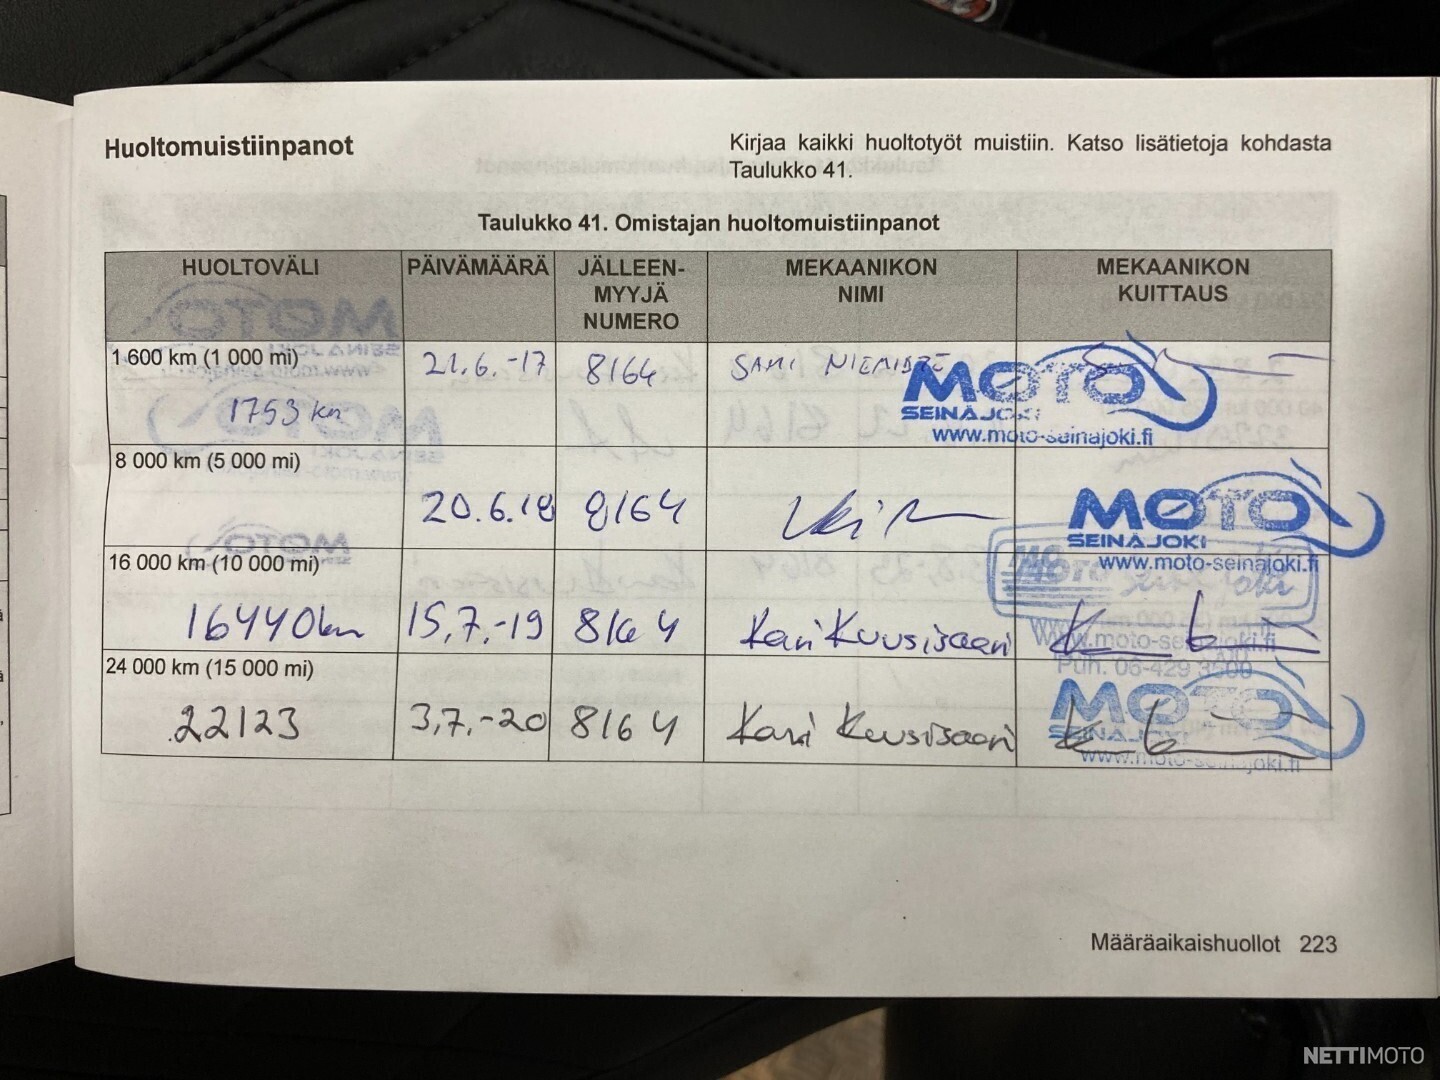 Huoltomuistiinpanot
Kirjaa kaikki huoltotyöt muistiin. Katso lisätietoja kohdasta
Taulukko 41.
Taulukko 41. Omistajan huoltomuistiinpanot
HUOLTOVÄLI PÄIVÄMÄÄRÄ JÄLLEEN-
MYYJÄ
NUMERO MEKAANIKON
NIMI MEKAANIKON
KUITTAUS
1 600 km (1 000 mi)
1753 km
21.6.-17
8164
SAMI
MOTO
SEINÄJOKI
www.moto-seinajoki.fi
8 000 km (5 000 mi)
20.6.18
8164
MOTO
SEINÄJOKI
www.moto-seinajoki.fi
16 000 km (10 000 mi)
16440km
15.7.-19
8164
Kari Kuusisaari
MOTO
www.moto-seinajoki.fi
Puh. 06-429 3500
24 000 km (15 000 mi)
22123
3.7.-20
8164
Kari Kuusisaari
MOTO
SEINÄJOKI
www.moto-seinajoki.fi
Määräaikaishuollot 223
NETTIMOTO